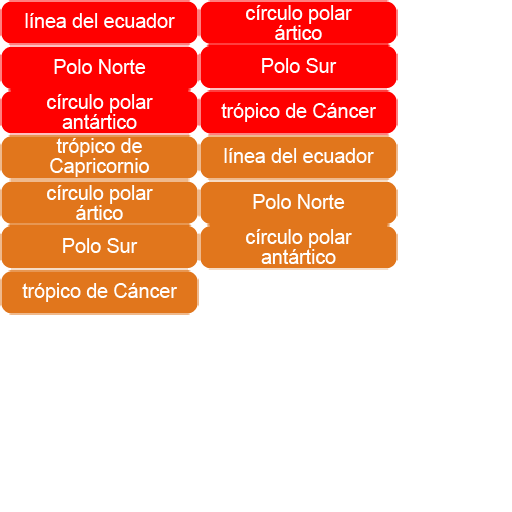 línea del ecuador
círculo polar
ártico
Polo Norte
Polo Sur
círculo polar
antártico
trópico de Cáncer
trópico de
Capricornio
línea del ecuador
círculo polar
ártico
Polo Norte
Polo Sur
círculo polar
antártico
trópico de Cáncer